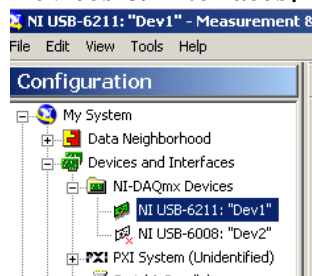 NI USB-6211: "Dev1" - Measurement &
File Edit View Tools Help
Configuration
My System
Data Neighborhood
Devices and Interfaces
NI-DAQmx Devices
NI USB-6211: "Dev1"
NI USB-6008: "Dev2"
PXI PXI System (Unidentified)